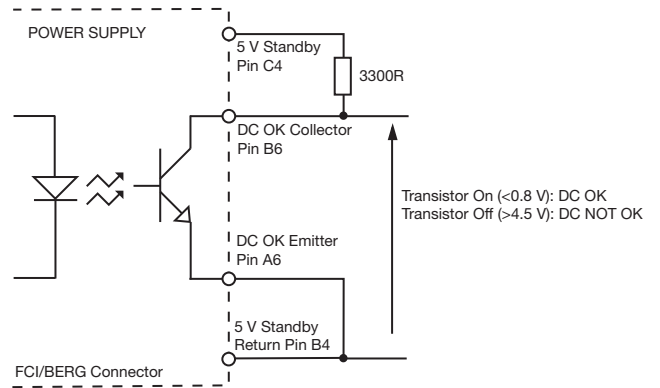 POWER SUPPLY
5 V Standby
Pin C4
3300R
DC OK Collector
Pin B6
Transistor On (<0.8 V): DC OK
Transistor Off (>4.5 V): DC NOT OK
DC OK Emitter
Pin A6
5 V Standby
Return Pin B4
FCI/BERG Connector